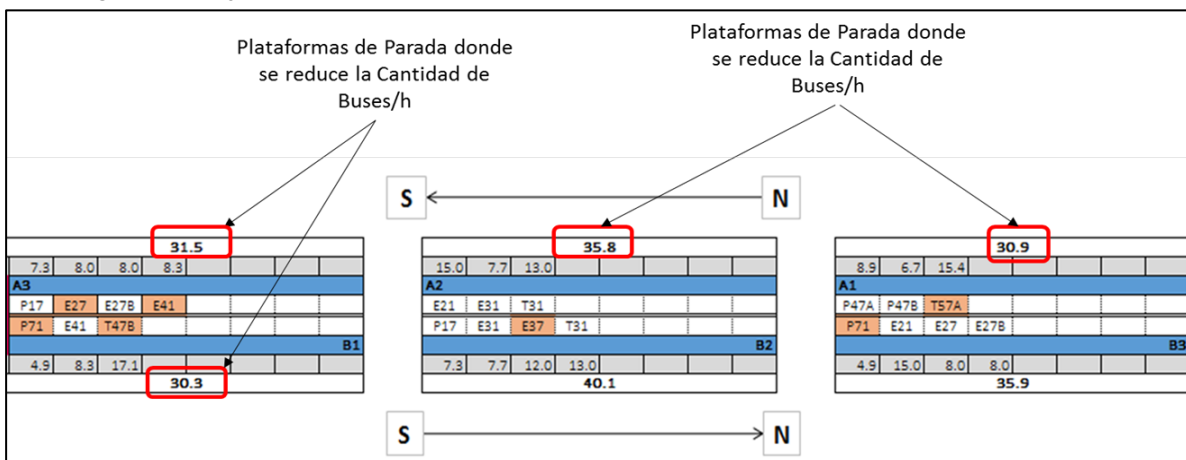 Plataformas de Parada donde
se reduce la Cantidad de
Buses/h
Plataformas de Parada donde
se reduce la Cantidad de
Buses/h
S N
31.5
7.3 8.0 8.0 8.3
A3
P17 E27 E27B E41
P71 E41 T47B
B1
4.9 8.3 17.1
30.3
35.8
15.0 7.7 13.0
A2
E21 E31 T31
P17 E31 E37 T31
B2
7.3 7.7 12.0 13.0
40.1
30.9
8.9 6.7 15.4
A1
P47A P47B T57A
P71 E21 E27 E27B
B3
4.9 15.0 8.0 8.0
35.9
S N